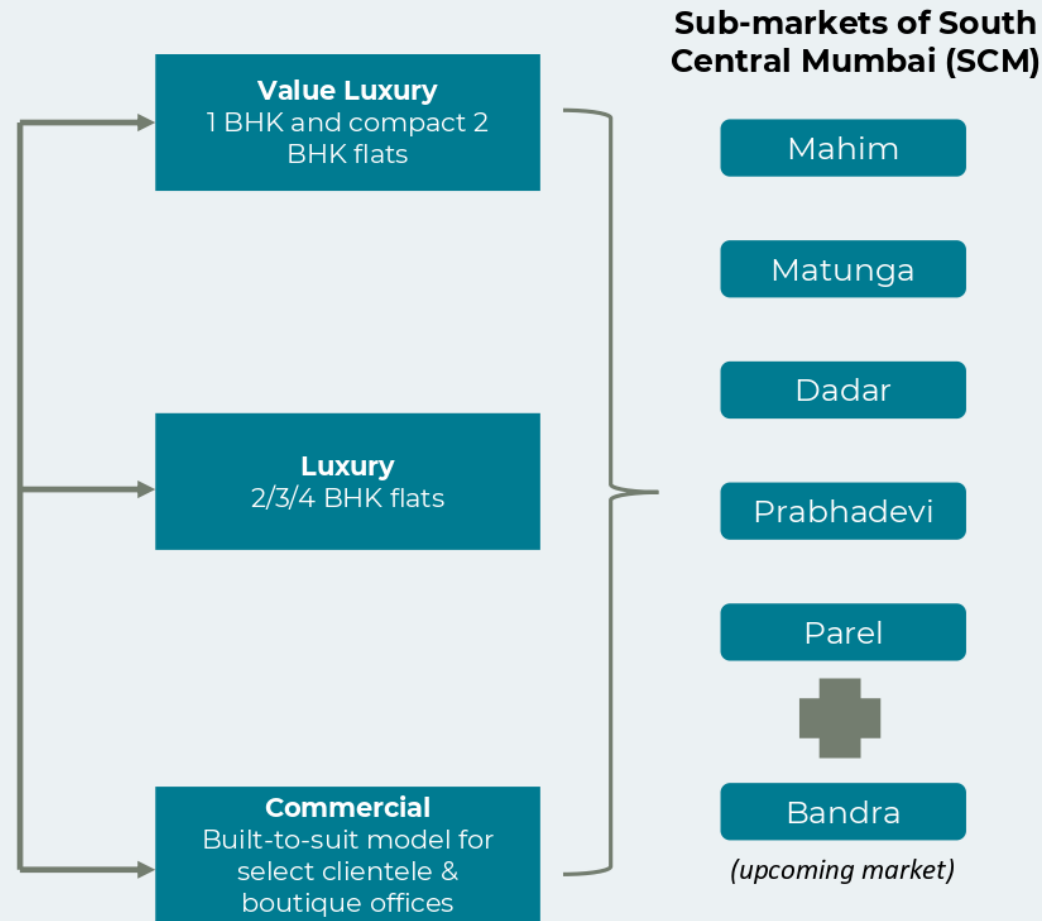 Value Luxury
1 BHK and compact 2
BHK flats
Luxury
2/3/4 BHK flats
Commercial
Built-to-suit model for
select clientele &
boutique offices
Sub-markets of South
Central Mumbai (SCM)
Mahim
Matunga
Dadar
Prabhadevi
Parel
Bandra
(upcoming market)